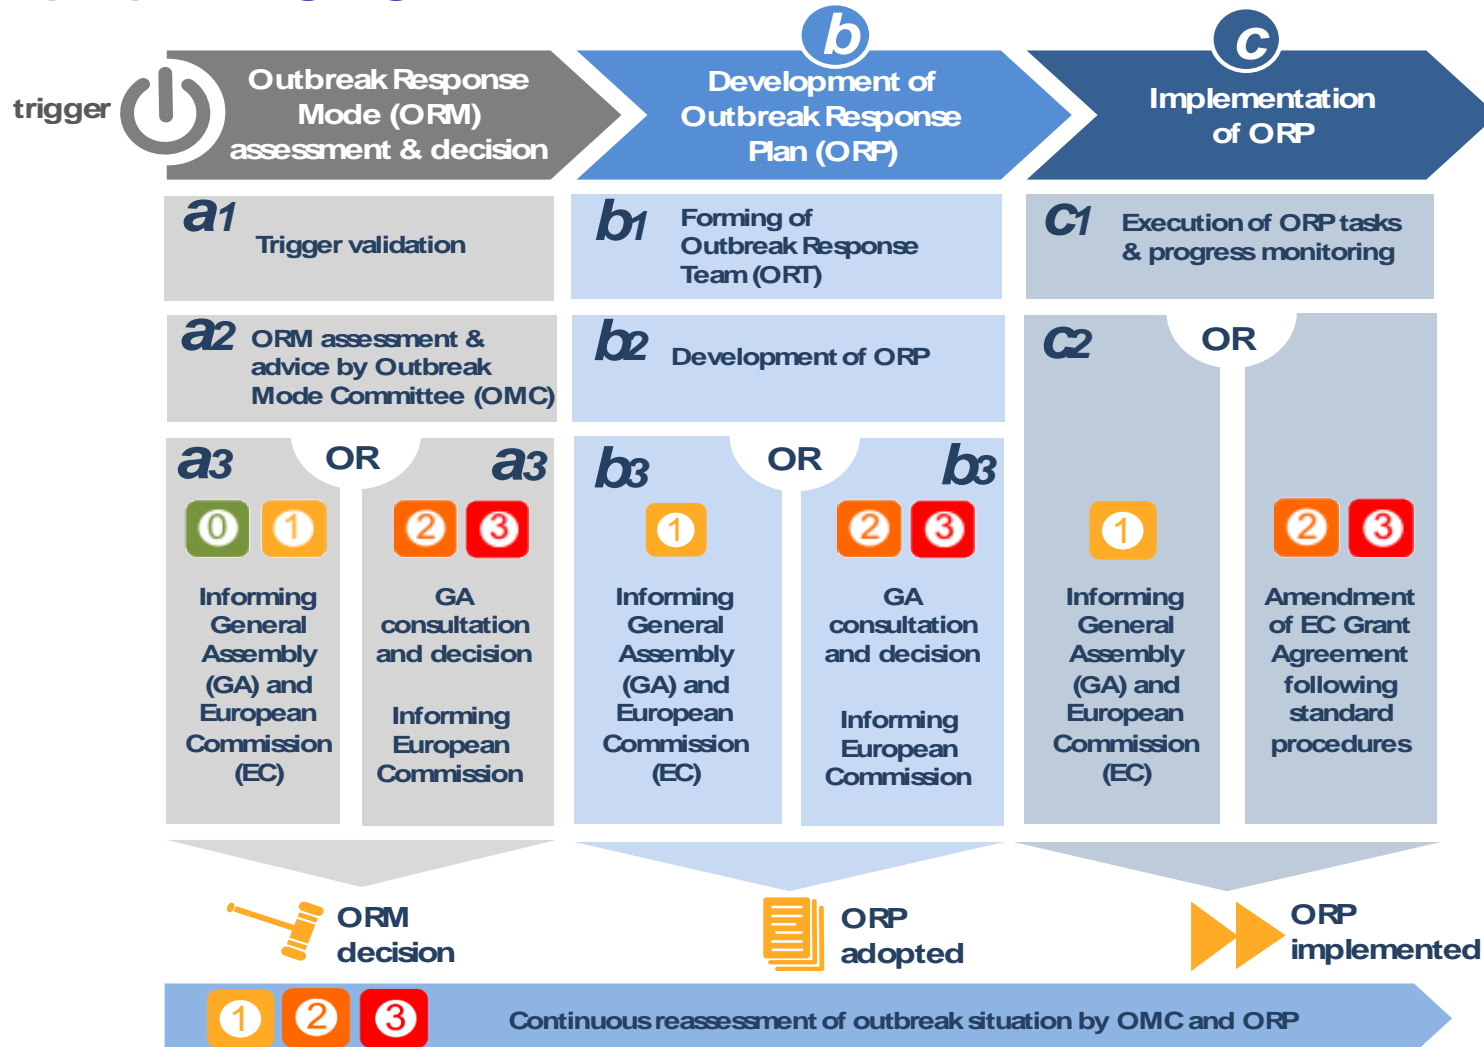 trigger
Outbreak Response
Mode (ORM)
assessment & decision
b
Development of
Outbreak Response
Plan (ORP)
c
Implementation
of ORP
a1
Trigger validation
b1
Forming of
Outbreak Response
Team (ORT)
c1
Execution of ORP tasks
& progress monitoring
a2
ORM assessment &
advice by Outbreak
Mode Committee (OMC)
b2
Development of ORP
a3
OR
a3
0 1
2 3
Informing
General
Assembly
(GA) and
European
Commission
(EC)
GA
consultation
and decision
Informing
European
Commission
b3
OR
b3
1
2 3
Informing
General
Assembly
(GA) and
European
Commission
(EC)
GA
consultation
and decision
Informing
European
Commission
c2
OR
1
2 3
Informing
General
Assembly
(GA) and
European
Commission
(EC)
Amendment
of EC Grant
Agreement
following
standard
procedures
ORM
decision
ORP
adopted
ORP
implemented
1 2 3
Continuous reassessment of outbreak situation by OMC and ORP